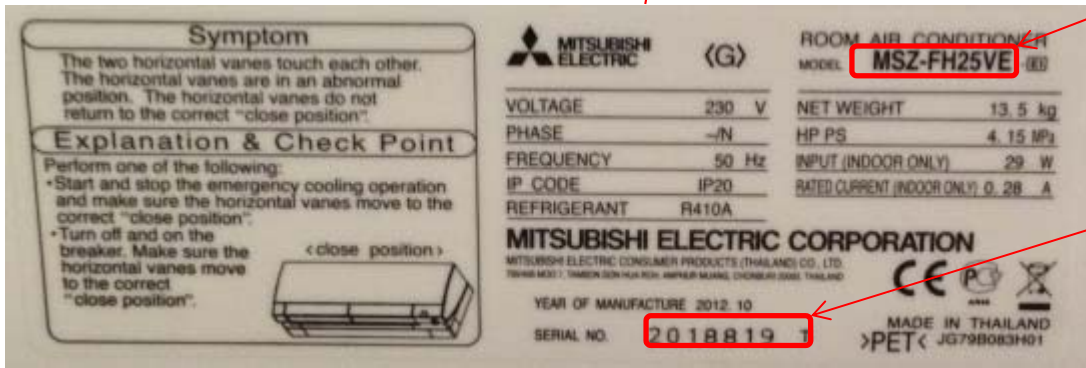 Symptom
The two horizontal vanes touch each other.
The horizontal vanes are in an abnormal
position. The horizontal vanes do not
return to the correct "close position".
Explanation & Check Point
Perform one of the following:
•Start and stop the emergency cooling operation
and make sure the horizontal vanes move to the
correct "close position".
•Turn off and on the
breaker. Make sure the
horizontal vanes move
to the correct
"close position".
<close position>
MITSUBISHI
ELECTRIC
⟨G⟩
ROOM AIR CONDITIONER
MODEL MSZ-FH25VE -E1
VOLTAGE 230 V
PHASE ~/N
FREQUENCY 50 Hz
IP CODE IP20
REFRIGERANT R410A
NET WEIGHT 13.5 kg
HP PS 4.15 MPa
INPUT (INDOOR ONLY) 29 W
RATED CURRENT (INDOOR ONLY) 0.28 A
MITSUBISHI ELECTRIC CORPORATION
MITSUBISHI ELECTRIC CONSUMER PRODUCTS (THAILAND) CO., LTD.
CE
YEAR OF MANUFACTURE 2012.10
SERIAL NO. 2018819 T
MADE IN THAILAND
>PET< JG79B083H01